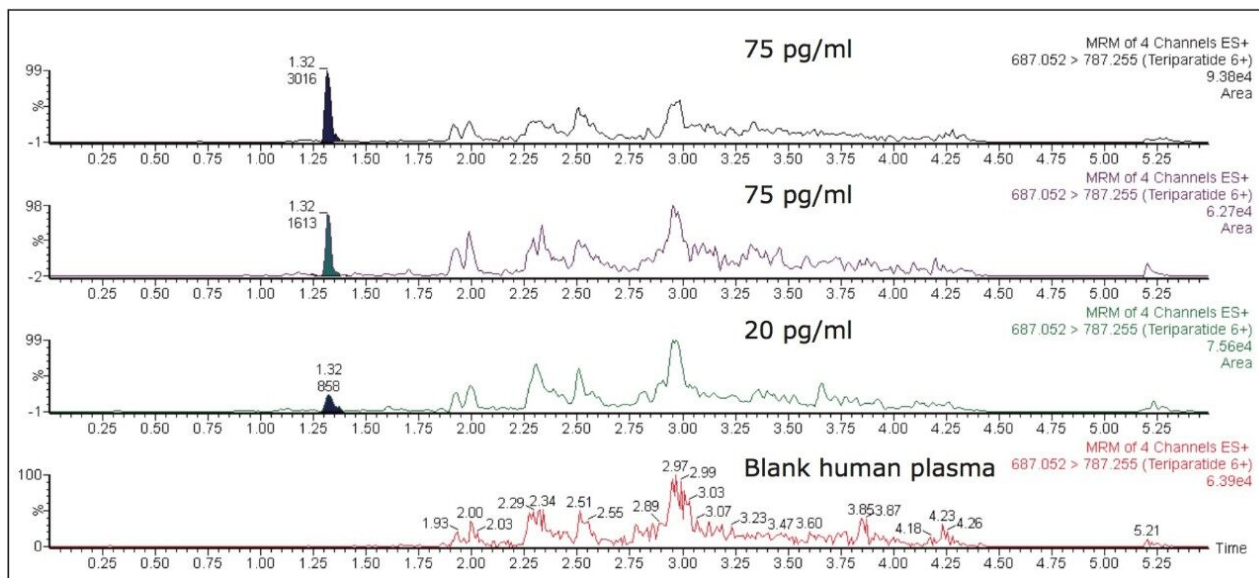 75 pg/ml
MRM of 4 Channels ES+
687.052 > 787.255 (Teriparatide 6+)
9.38e4
Area
99
1.32
3016
%
-1
0.25 0.50 0.75 1.00 1.25 1.50 1.75 2.00 2.25 2.50 2.75 3.00 3.25 3.50 3.75 4.00 4.25 4.50 4.75 5.00 5.25
75 pg/ml
MRM of 4 Channels ES+
687.052 > 787.255 (Teriparatide 6+)
6.27e4
Area
98
1.32
1613
%
-2
0.25 0.50 0.75 1.00 1.25 1.50 1.75 2.00 2.25 2.50 2.75 3.00 3.25 3.50 3.75 4.00 4.25 4.50 4.75 5.00 5.25
20 pg/ml
MRM of 4 Channels ES+
687.052 > 787.255 (Teriparatide 6+)
7.56e4
Area
99
1.32
858
%
-1
0.25 0.50 0.75 1.00 1.25 1.50 1.75 2.00 2.25 2.50 2.75 3.00 3.25 3.50 3.75 4.00 4.25 4.50 4.75 5.00 5.25
Blank human plasma
MRM of 4 Channels ES+
687.052 > 787.255 (Teriparatide 6+)
6.39e4
100
%
0
1.93 2.00 2.03 2.29 2.34 2.51 2.55 2.89 2.97 2.99 3.03 3.07 3.23 3.47 3.60 3.85 3.87 4.18 4.23 4.26 5.21
Time
0.25 0.50 0.75 1.00 1.25 1.50 1.75 2.00 2.25 2.50 2.75 3.00 3.25 3.50 3.75 4.00 4.25 4.50 4.75 5.00 5.25